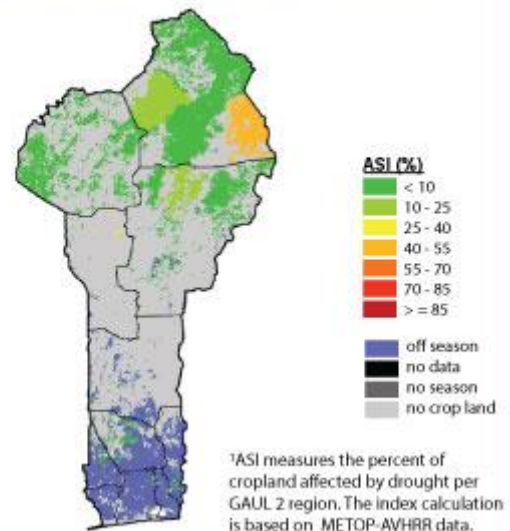 ASI (%)
< 10
10 - 25
25 - 40
40 - 55
55 - 70
70 - 85
> = 85
off season
no data
no season
no crop land
¹ASI measures the percent of
cropland affected by drought per
GAUL 2 region. The index calculation
is based on METOP-AVHRR data.